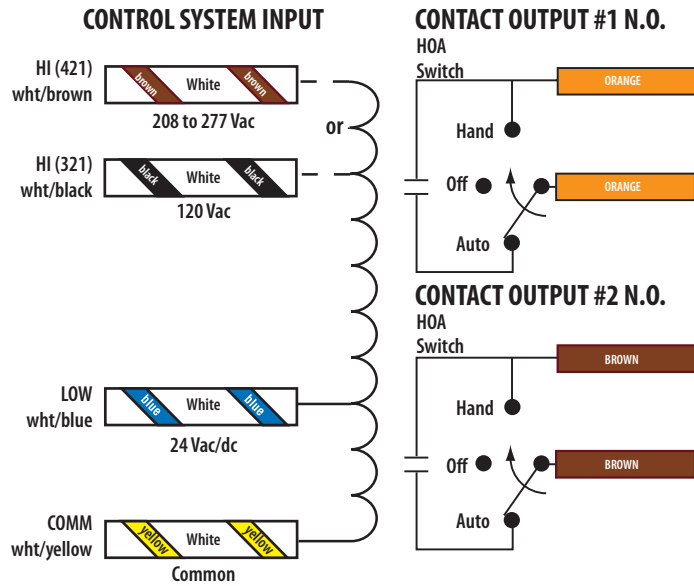 CONTROL SYSTEM INPUT
HI (421)
wht/brown
brown
White
brown
208 to 277 Vac
or
HI (321)
wht/black
black
White
black
120 Vac
LOW
wht/blue
blue
White
blue
24 Vac/dc
COMM
wht/yellow
yellow
White
yellow
Common
CONTACT OUTPUT #1 N.O.
HOA
Switch
ORANGE
Hand
Off
ORANGE
Auto
CONTACT OUTPUT #2 N.O.
HOA
Switch
BROWN
Hand
Off
BROWN
Auto